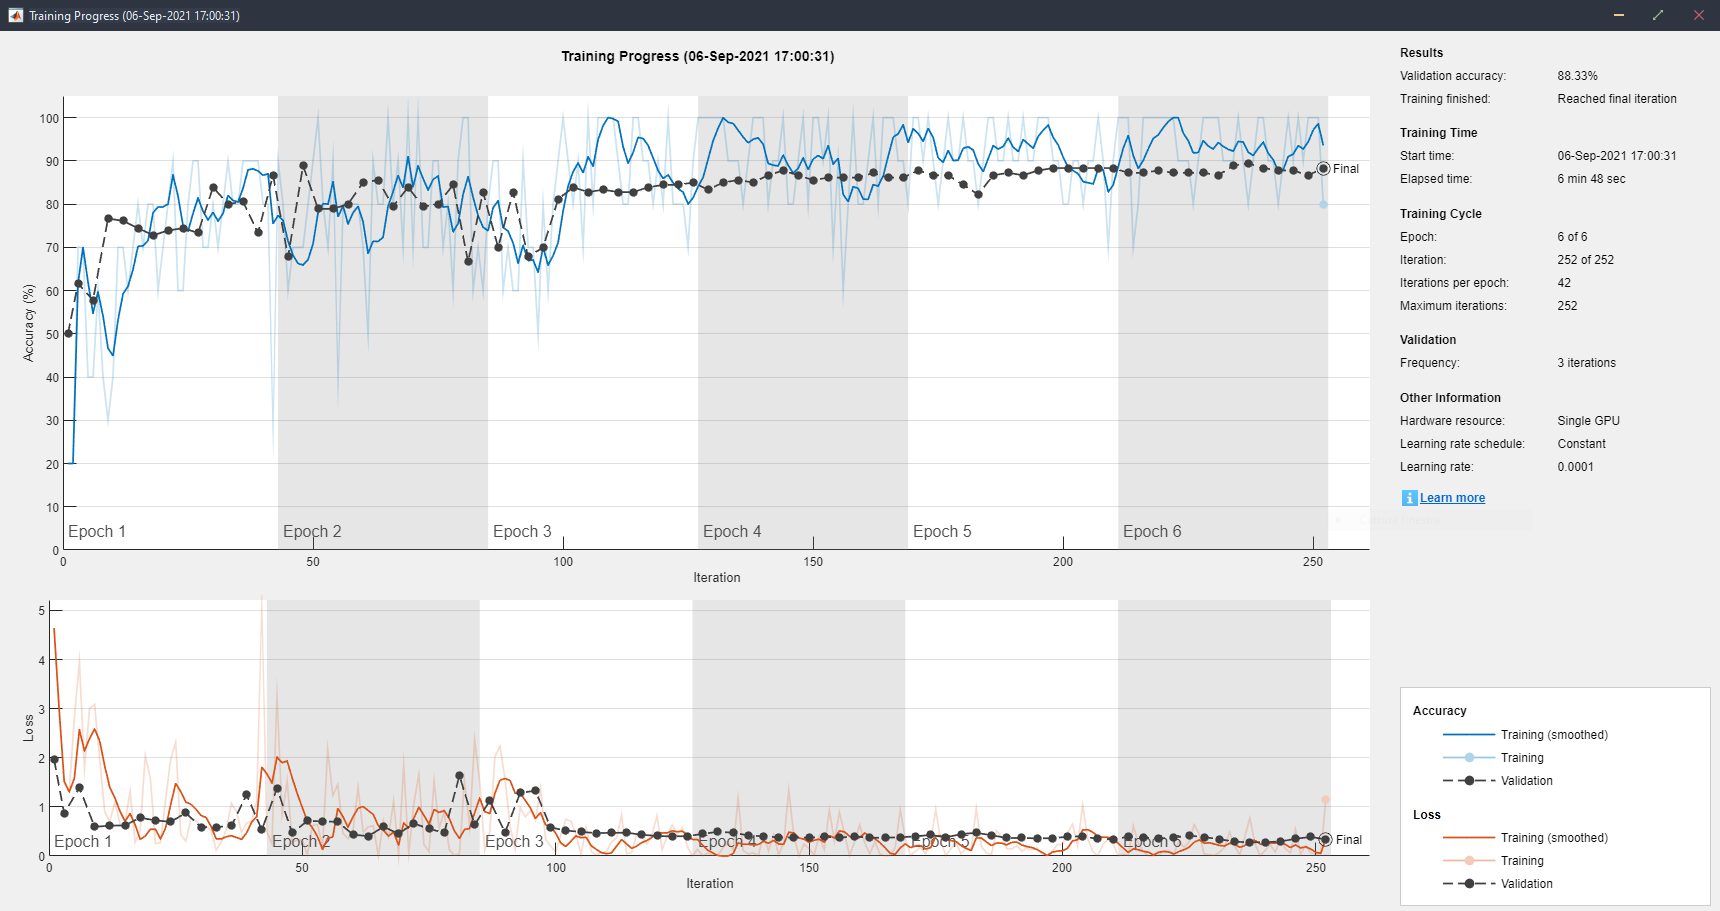 Training Progress (06-Sep-2021 17:00:31)
Training Progress (06-Sep-2021 17:00:31)
Accuracy (%)
100
90
80
70
60
50
40
30
20
10
0
Final
Epoch 1
Epoch 2
Epoch 3
Epoch 4
Epoch 5
Epoch 6
0
50
100
150
200
250
Iteration
Loss
5
4
3
2
1
0
Final
Epoch 1
Epoch 2
Epoch 3
Epoch 4
Epoch 5
Epoch 6
0
50
100
150
200
250
Iteration
Results
Validation accuracy: 88.33%
Training finished: Reached final iteration
Training Time
Start time: 06-Sep-2021 17:00:31
Elapsed time: 6 min 48 sec
Training Cycle
Epoch: 6 of 6
Iteration: 252 of 252
Iterations per epoch: 42
Maximum iterations: 252
Validation
Frequency: 3 iterations
Other Information
Hardware resource: Single GPU
Learning rate schedule: Constant
Learning rate: 0.0001
Learn more
Accuracy
Training (smoothed)
Training
Validation
Loss
Training (smoothed)
Training
Validation